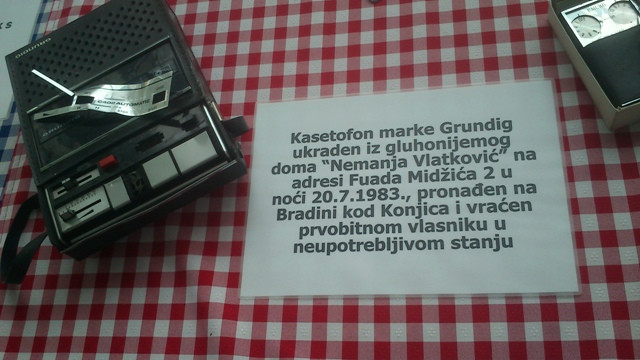 GRUNDIG
Kasetofon marke Grundig
ukraden iz gluhonijemog
doma "Nemanja Vlatković" na
adresi Fuada Midžića 2 u
noći 20.7.1983., pronađen na
Bradini kod Konjica i vraćen
prvobitnom vlasniku u
neupotrebljivom stanju